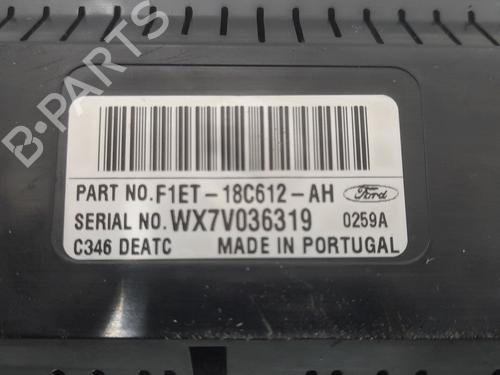 B-PARTS
PART NO. F1ET-18C612-AH Ford
SERIAL NO. WX7V036319 0259A
C346 DEATC MADE IN PORTUGAL